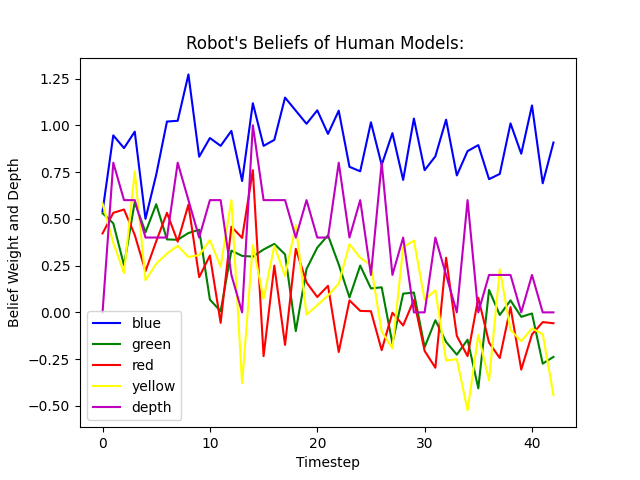 Robot's Beliefs of Human Models:
Belief Weight and Depth
1.25
1.00
0.75
0.50
0.25
0.00
−0.25
−0.50
blue
green
red
yellow
depth
0 10 20 30 40
Timestep